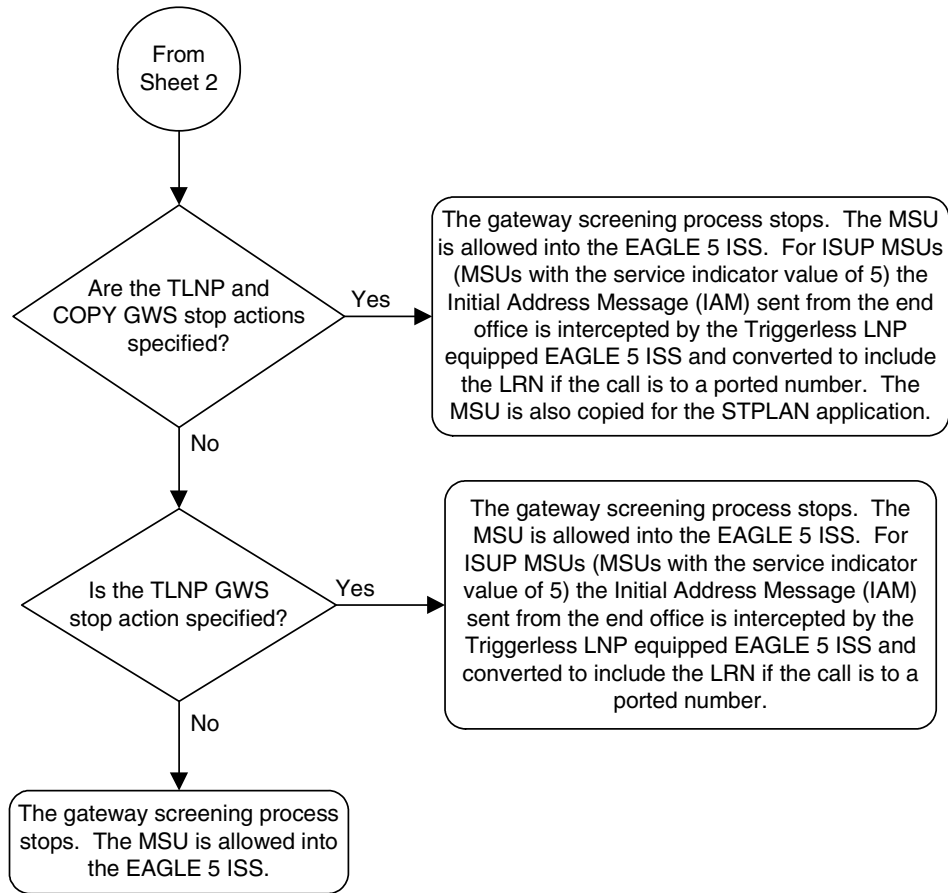 From
Sheet 2
Are the TLNP and
COPY GWS stop actions
specified?
Yes
The gateway screening process stops.  The MSU
is allowed into the EAGLE 5 ISS.  For ISUP MSUs
(MSUs with the service indicator value of 5) the
Initial Address Message (IAM) sent from the end
office is intercepted by the Triggerless LNP
equipped EAGLE 5 ISS and converted to include
the LRN if the call is to a ported number.  The
MSU is also copied for the STPLAN application.
No
Is the TLNP GWS
stop action specified?
Yes
The gateway screening process stops.  The
MSU is allowed into the EAGLE 5 ISS.  For
ISUP MSUs (MSUs with the service indicator
value of 5) the Initial Address Message (IAM)
sent from the end office is intercepted by the
Triggerless LNP equipped EAGLE 5 ISS and
converted to include the LRN if the call is to a
ported number.
No
The gateway screening process
stops.  The MSU is allowed into
the EAGLE 5 ISS.